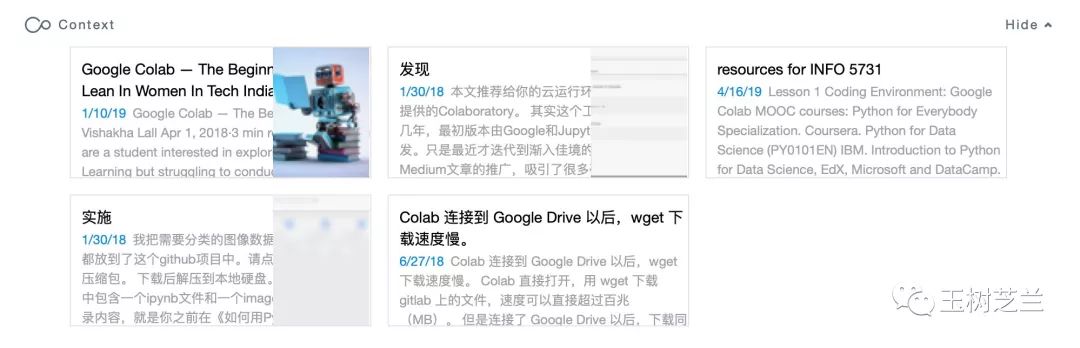 Context
Hide
Google Colab — The Beginn
Lean In Women In Tech India
1/10/19 Google Colab — The Be
Vishakha Lall Apr 1, 2018·3 min r
are a student interested in explor
Learning but struggling to conduc
发现
1/30/18 本文推荐给你的云运行环
提供的Colaboratory。 其实这个工
几年，最初版本由Google和Jupyt
发。只是最近才迭代到渐入佳境的
Medium文章的推广，吸引了很多
resources for INFO 5731
4/16/19 Lesson 1 Coding Environment: Google
Colab MOOC courses: Python for Everybody
Specialization. Coursera. Python for Data
Science (PY0101EN) IBM. Introduction to Python
for Data Science, EdX, Microsoft and DataCamp.
实施
1/30/18 我把需要分类的图像数据
都放到了这个github项目中。请点
压缩包。 下载后解压到本地硬盘。
中包含一个ipynb文件和一个imag
录内容，就是你之前在《如何用Py
Colab 连接到 Google Drive 以后，wget 下
载速度慢。
6/27/18 Colab 连接到 Google Drive 以后，wget
下载速度慢。 Colab 直接打开，用 wget 下载
gitlab 上的文件，速度可以直接超过百兆
（MB）。 但是连接了 Google Drive 以后，下载同
玉树芝兰